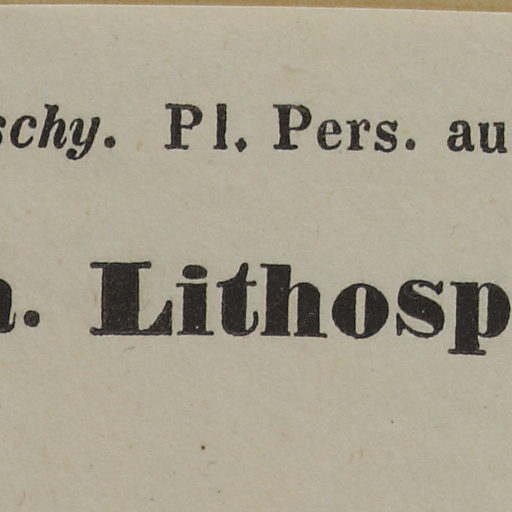 schy. Pl. Pers. au
. Lithosp